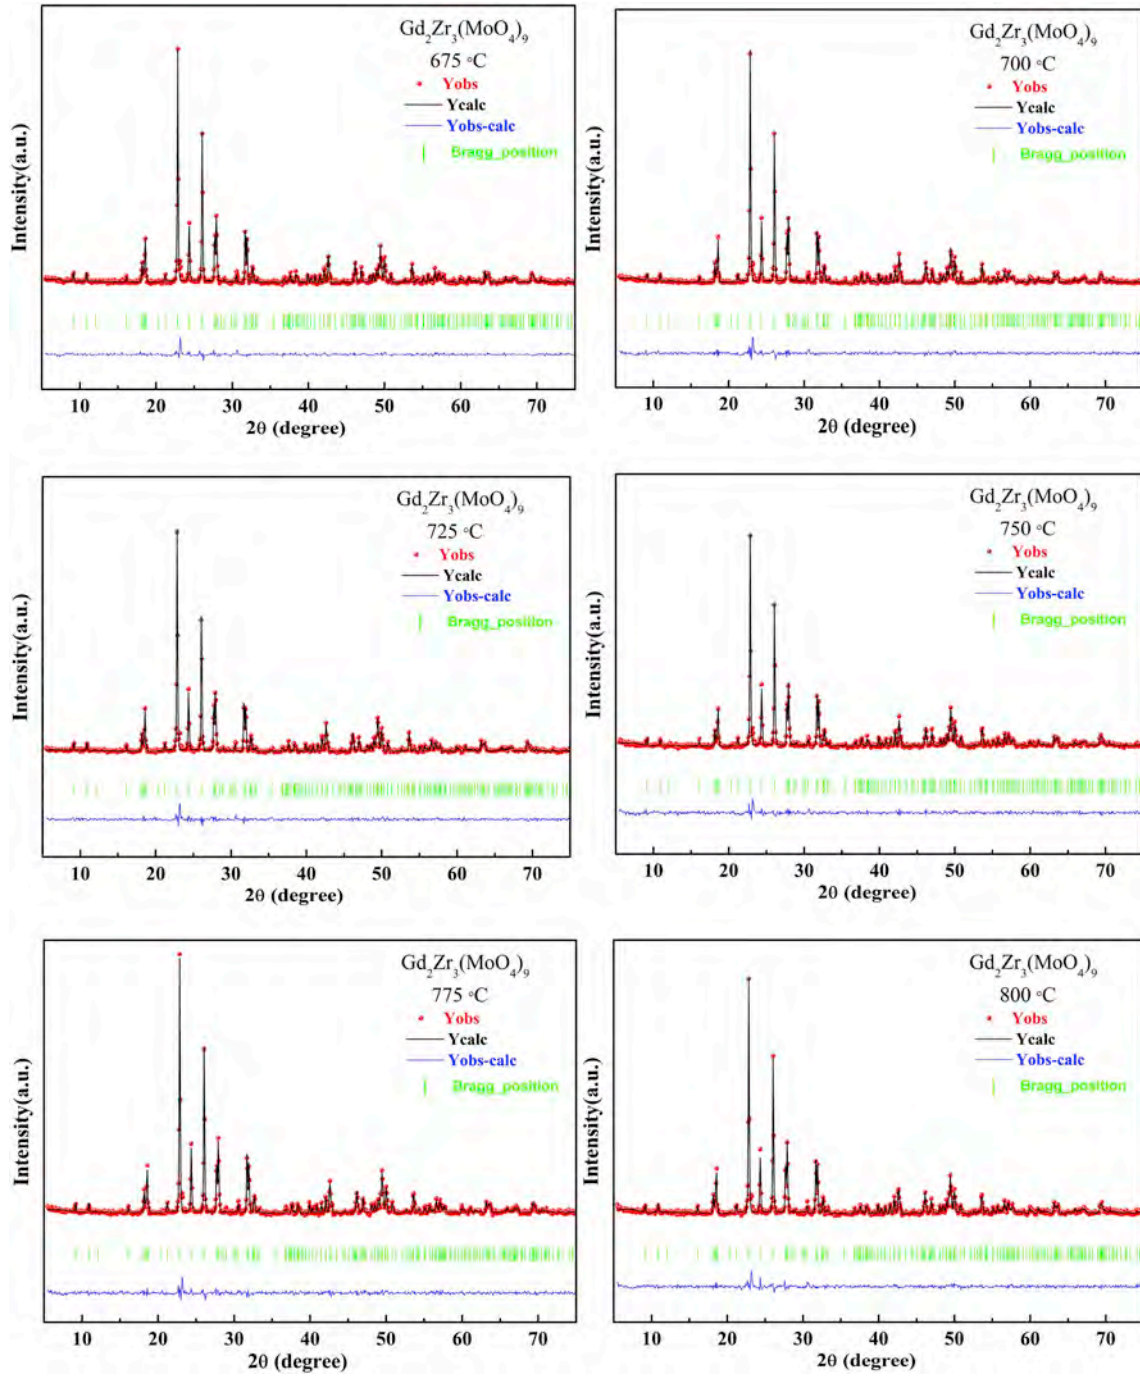 Gd₂Zr₃(MoO₄)₉
675 °C
Yobs
Ycalc
Yobs-calc
Bragg_position
Intensity(a.u.)
10 20 30 40 50 60 70
2θ (degree)
Gd₂Zr₃(MoO₄)₉
700 °C
Yobs
Ycalc
Yobs-calc
Bragg_position
Intensity(a.u.)
10 20 30 40 50 60 70
2θ (degree)
Gd₂Zr₃(MoO₄)₉
725 °C
Yobs
Ycalc
Yobs-calc
Bragg_position
Intensity(a.u.)
10 20 30 40 50 60 70
2θ (degree)
Gd₂Zr₃(MoO₄)₉
750 °C
Yobs
Ycalc
Yobs-calc
Bragg_position
Intensity(a.u.)
10 20 30 40 50 60 70
2θ (degree)
Gd₂Zr₃(MoO₄)₉
775 °C
Yobs
Ycalc
Yobs-calc
Bragg_position
Intensity(a.u.)
10 20 30 40 50 60 70
2θ (degree)
Gd₂Zr₃(MoO₄)₉
800 °C
Yobs
Ycalc
Yobs-calc
Bragg_position
Intensity(a.u.)
10 20 30 40 50 60 70
2θ (degree)